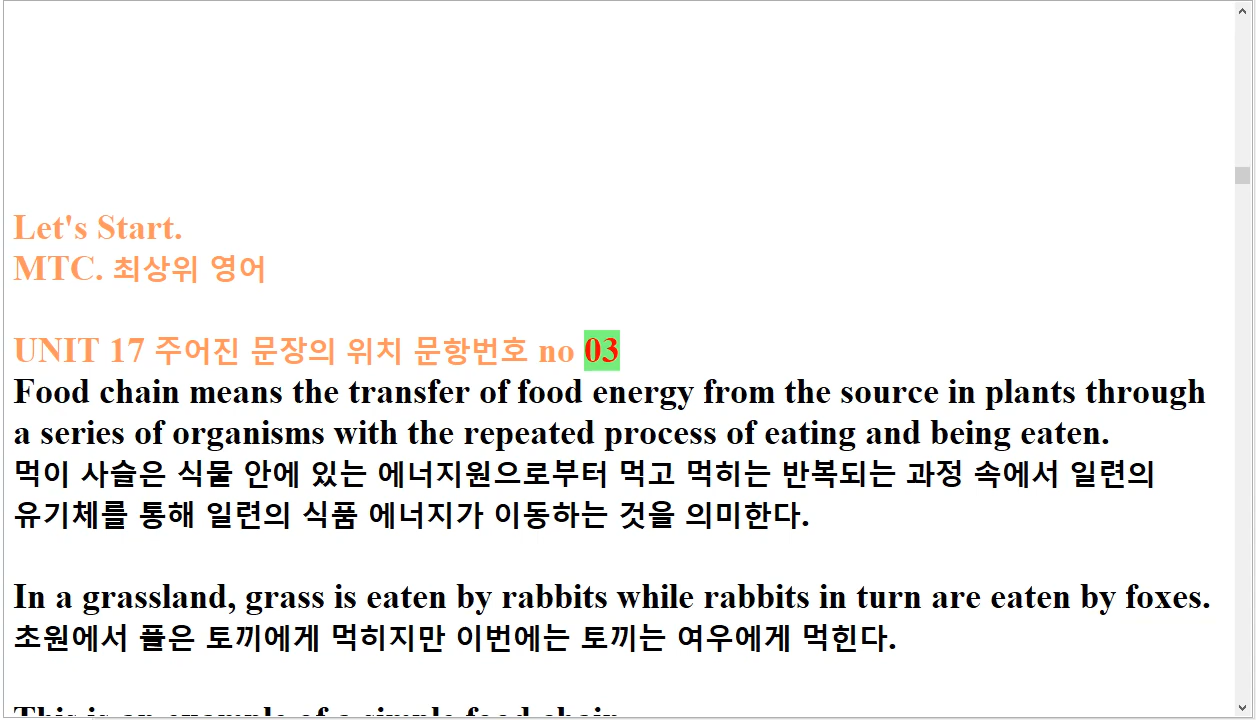 Let's Start.
MTC. 최상위 영어
UNIT 17 주어진 문장의 위치 문항번호 no 03
Food chain means the transfer of food energy from the source in plants through
a series of organisms with the repeated process of eating and being eaten.
먹이 사슬은 식물 안에 있는 에너지원으로부터 먹고 먹히는 반복되는 과정 속에서 일련의
유기체를 통해 일련의 식품 에너지가 이동하는 것을 의미한다.
In a grassland, grass is eaten by rabbits while rabbits in turn are eaten by foxes.
초원에서 풀은 토끼에게 먹히지만 이번에는 토끼는 여우에게 먹힌다.
This is an example of a simple food chain.